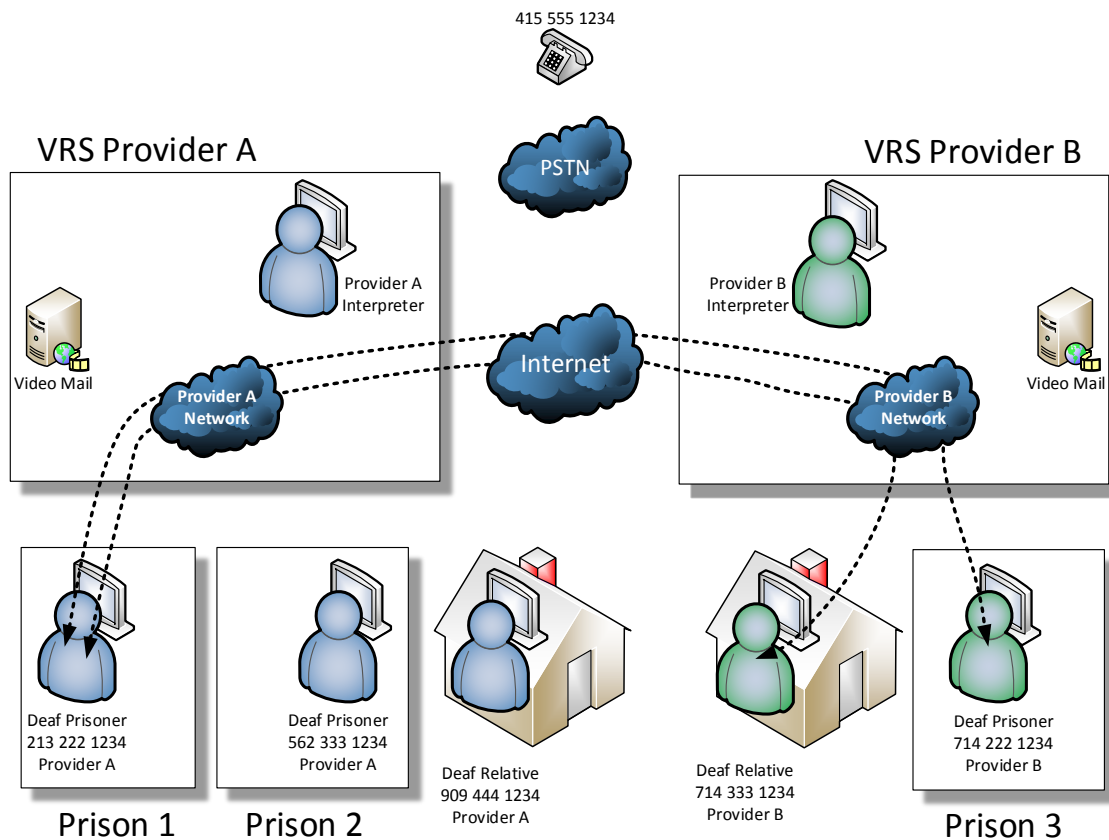 415 555 1234
PSTN
VRS Provider A
VRS Provider B
Provider A
Interpreter
Provider B
Interpreter
Video Mail
Internet
Video Mail
Provider A
Network
Provider B
Network
Deaf Prisoner
213 222 1234
Provider A
Deaf Prisoner
562 333 1234
Provider A
Deaf Relative
909 444 1234
Provider A
Deaf Relative
714 333 1234
Provider B
Deaf Prisoner
714 222 1234
Provider B
Prison 1
Prison 2
Prison 3